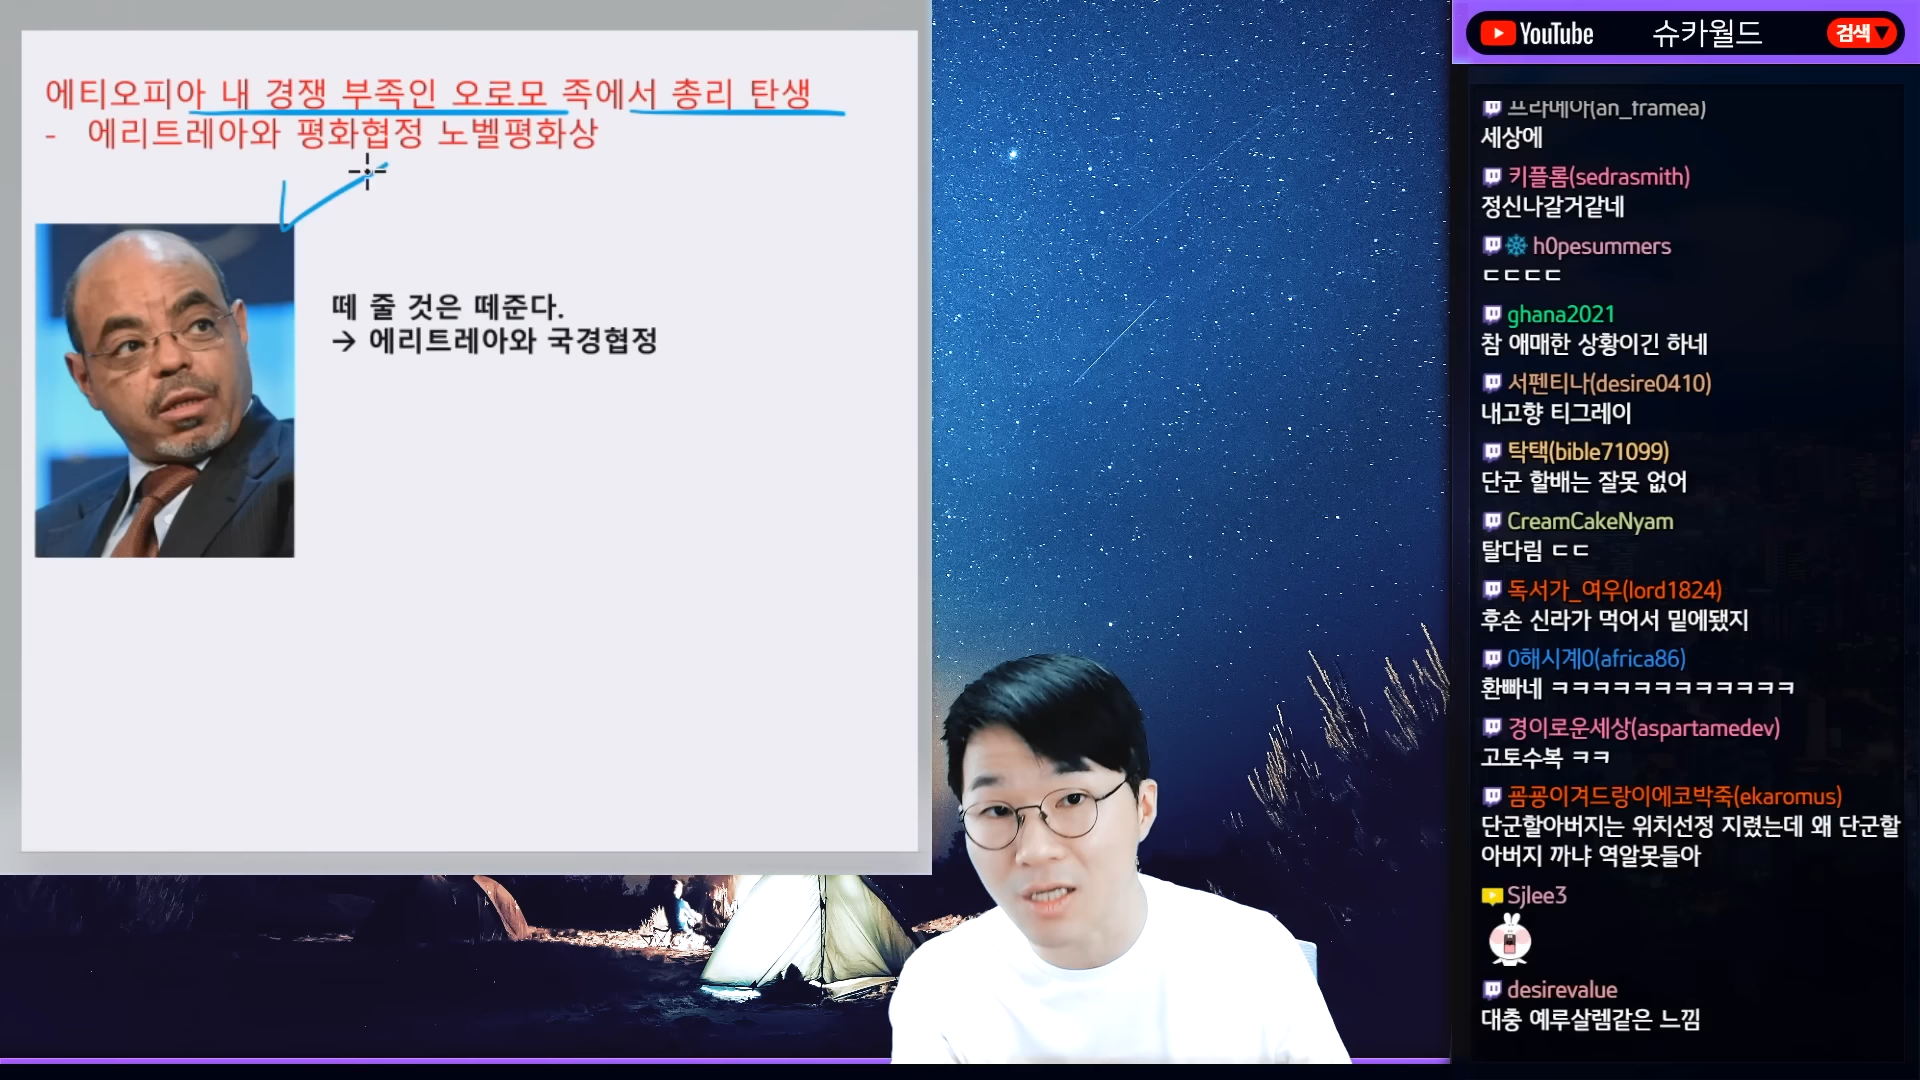 에티오피아 내 경쟁 부족인 오로모 족에서 총리 탄생
- 에리트레아와 평화협정 노벨평화상
떼 줄 것은 떼준다.
→ 에리트레아와 국경협정
YouTube 슈카월드 검색▼
프라메아(an_framea)
세상에
키플롬(sedrasmith)
정신나갈거같네
h0pesummers
ㄷㄷㄷㄷ
ghana2021
참 애매한 상황이긴 하네
서펜티나(desire0410)
내고향 티그레이
탁택(bible71099)
단군 할배는 잘못 없어
CreamCakeNyam
탈다림 ㄷㄷ
독서가_여우(lord1824)
후손 신라가 먹어서 밑에됐지
0해시계0(africa86)
환빠네 ㅋㅋㅋㅋㅋㅋㅋㅋㅋㅋㅋㅋ
경이로운세상(aspartamedev)
고토수복 ㅋㅋ
굠굥이겨드랑이에코박죽(ekaromus)
단군할아버지는 위치선정 지렸는데 왜 단군할
아버지 까냐 역알못들아
Sjlee3
desirevalue
대충 예루살렘같은 느낌